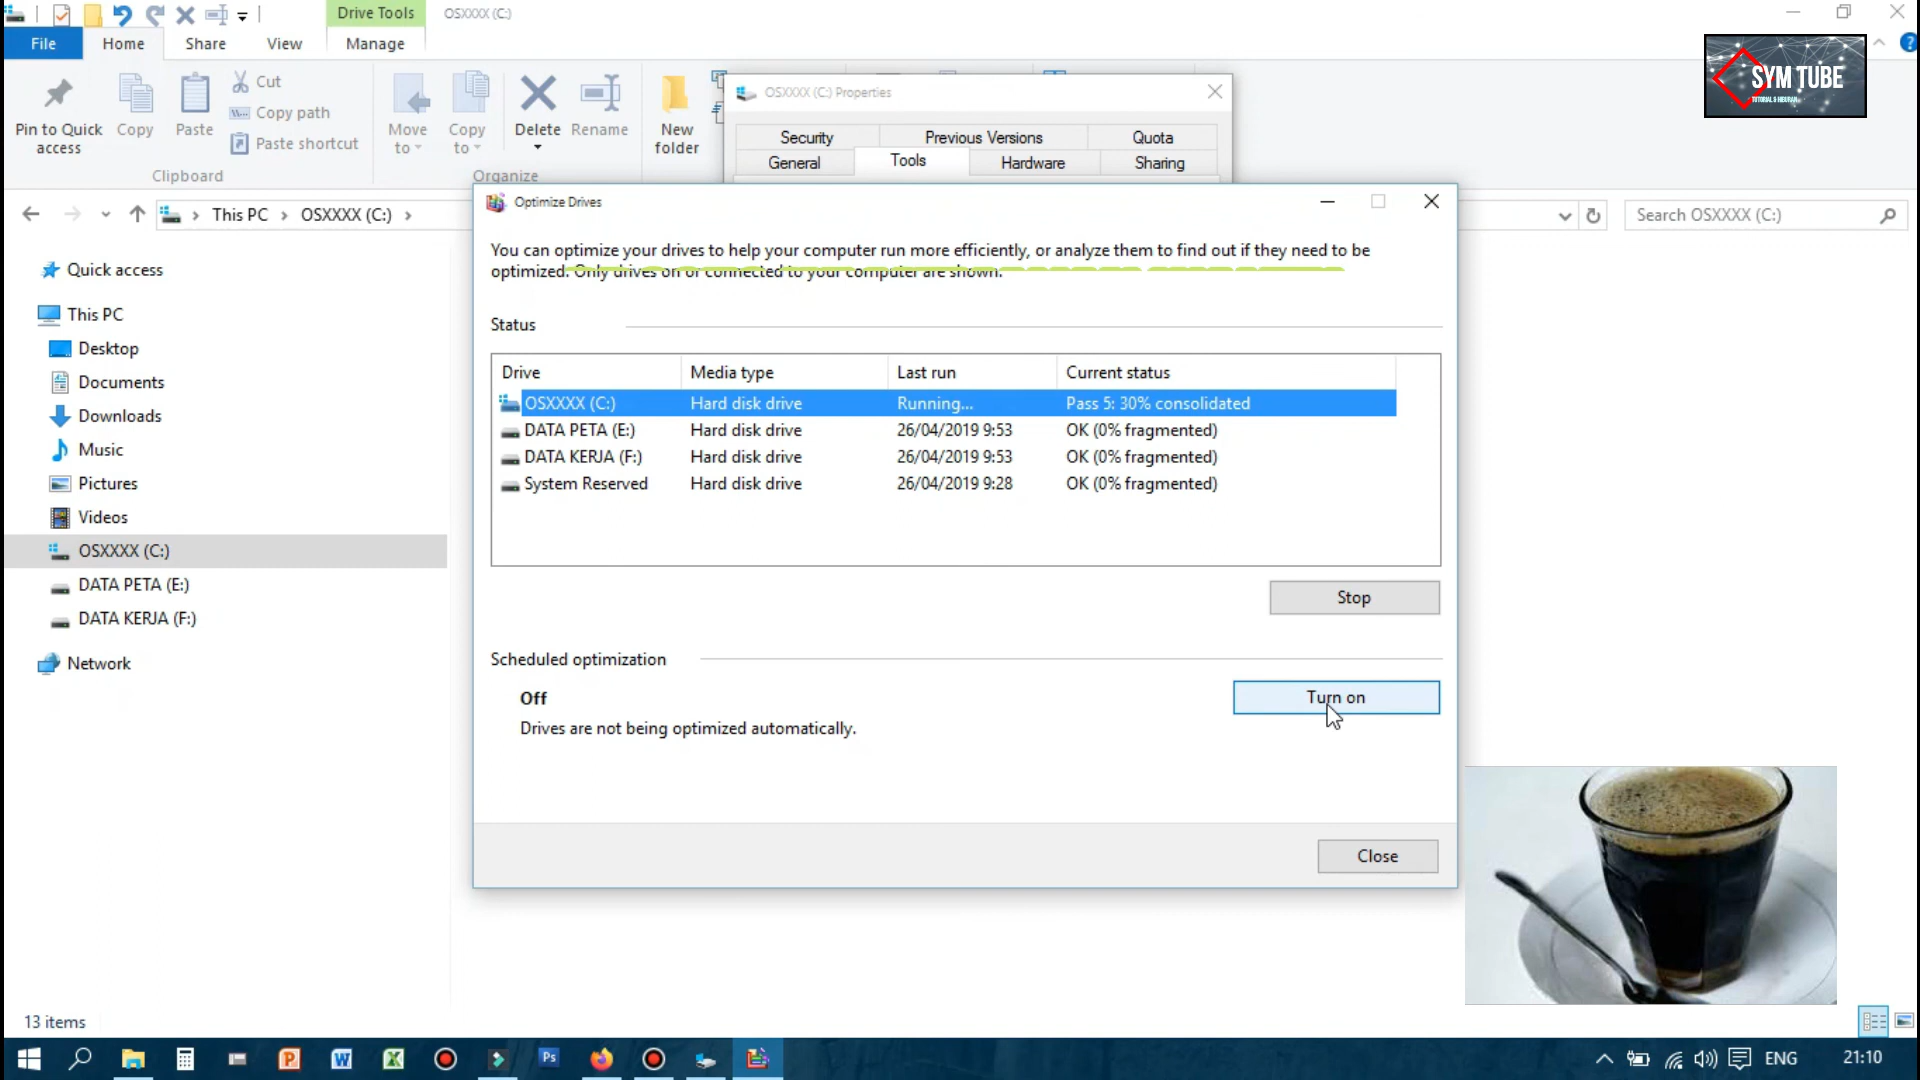 Drive Tools
OSXXXX (C:)
File
Home
Share
View
Manage
Pin to Quick access
Copy
Paste
Cut
Copy path
Paste shortcut
Clipboard
Move to
Copy to
Delete
Rename
Organize
New folder
SYM TUBE
OSXXXX (C:) Properties
Security
Previous Versions
Quota
General
Tools
Hardware
Sharing
This PC
OSXXXX (C:)
Search OSXXXX (C:)
Quick access
This PC
Desktop
Documents
Downloads
Music
Pictures
Videos
OSXXXX (C:)
DATA PETA (E:)
DATA KERJA (F:)
Network
Optimize Drives
You can optimize your drives to help your computer run more efficiently, or analyze them to find out if they need to be
optimized. Only drives on or connected to your computer are shown.
Status
Drive Media type Last run Current status
OSXXXX (C:) Hard disk drive Running... Pass 5: 30% consolidated
DATA PETA (E:) Hard disk drive 26/04/2019 9:53 OK (0% fragmented)
DATA KERJA (F:) Hard disk drive 26/04/2019 9:53 OK (0% fragmented)
System Reserved Hard disk drive 26/04/2019 9:28 OK (0% fragmented)
Stop
Scheduled optimization
Off
Turn on
Drives are not being optimized automatically.
Close
13 items
ENG
21:10